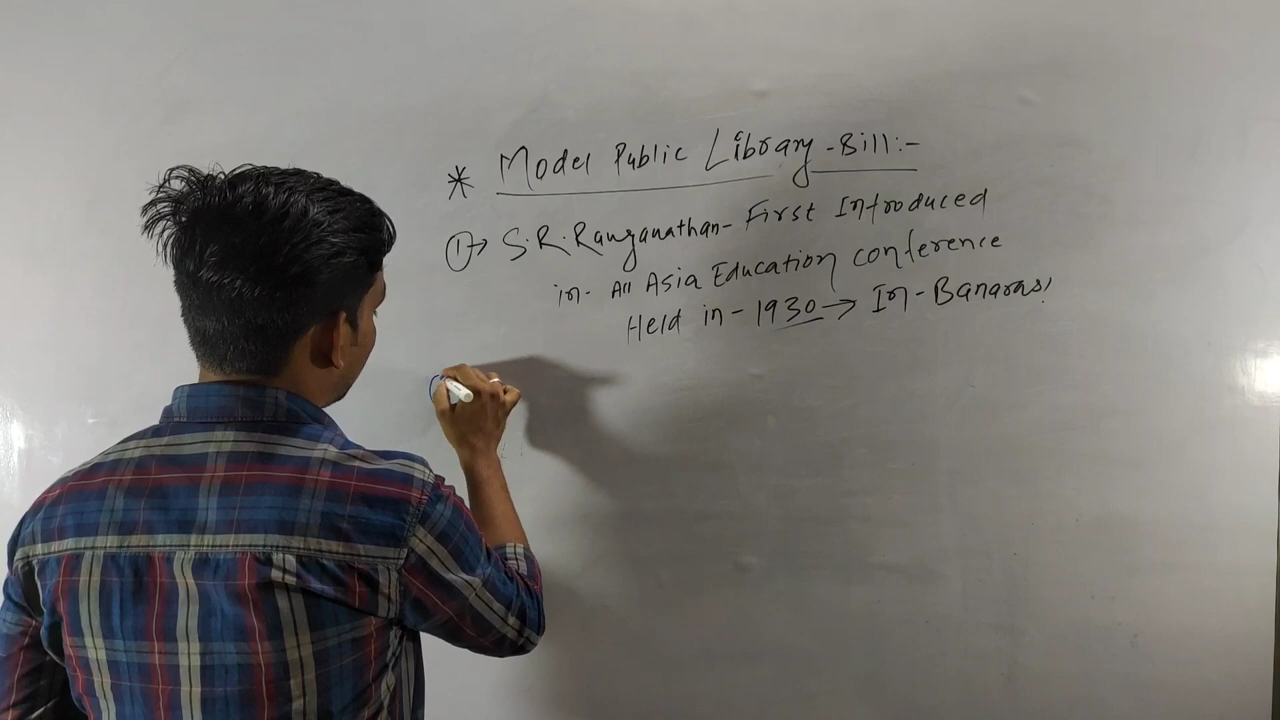 * Model Public Library - Bill:-
① → S.R. Ranganathan - First Introduced
in - All Asia Education conference
Held in - 1930 → In - Banaras!